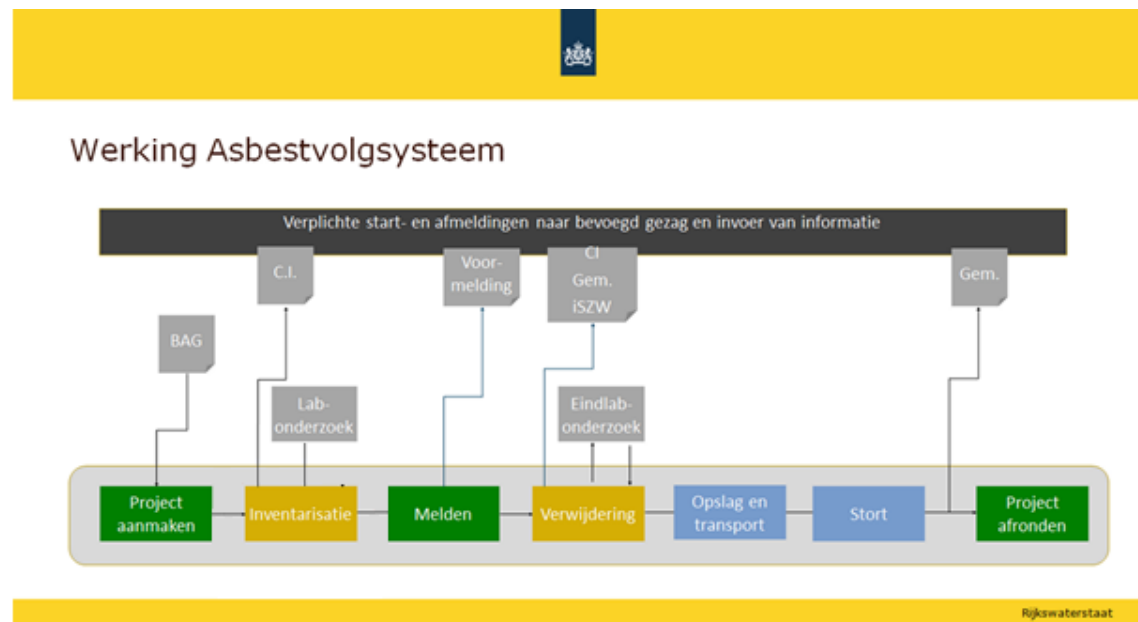 Werking Asbestvolgsysteem
Verplichte start- en afmeldingen naar bevoegd gezag en invoer van informatie
C.I.
Voor-
melding
CI
Gem.
iSZW
Gem.
BAG
Lab-
onderzoek
Eindlab-
onderzoek
Project
aanmaken
Inventarisatie
Melden
Verwijdering
Opslag en
transport
Stort
Project
afronden
Rijkswaterstaat